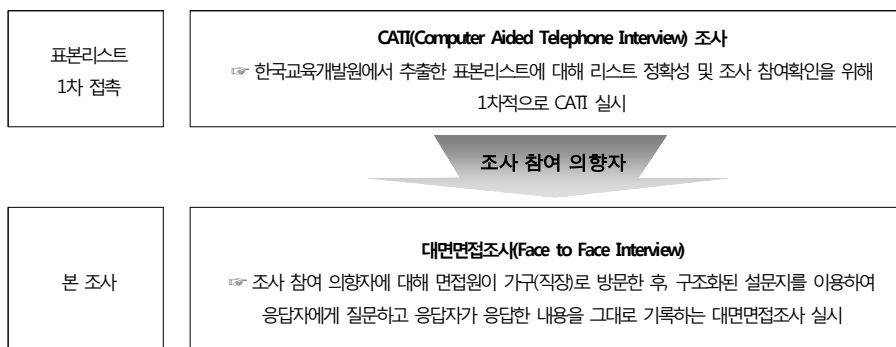 표본리스트
1차 접촉
CATI(Computer Aided Telephone Interview) 조사
☞ 한국교육개발원에서 추출한 표본리스트에 대해 리스트 정확성 및 조사 참여확인을 위해
1차적으로 CATI 실시
조사 참여 의향자
본 조사
대면면접조사(Face to Face Interview)
☞ 조사 참여 의향자에 대해 면접원이 가구(직장)로 방문한 후, 구조화된 설문지를 이용하여
응답자에게 질문하고 응답자가 응답한 내용을 그대로 기록하는 대면면접조사 실시